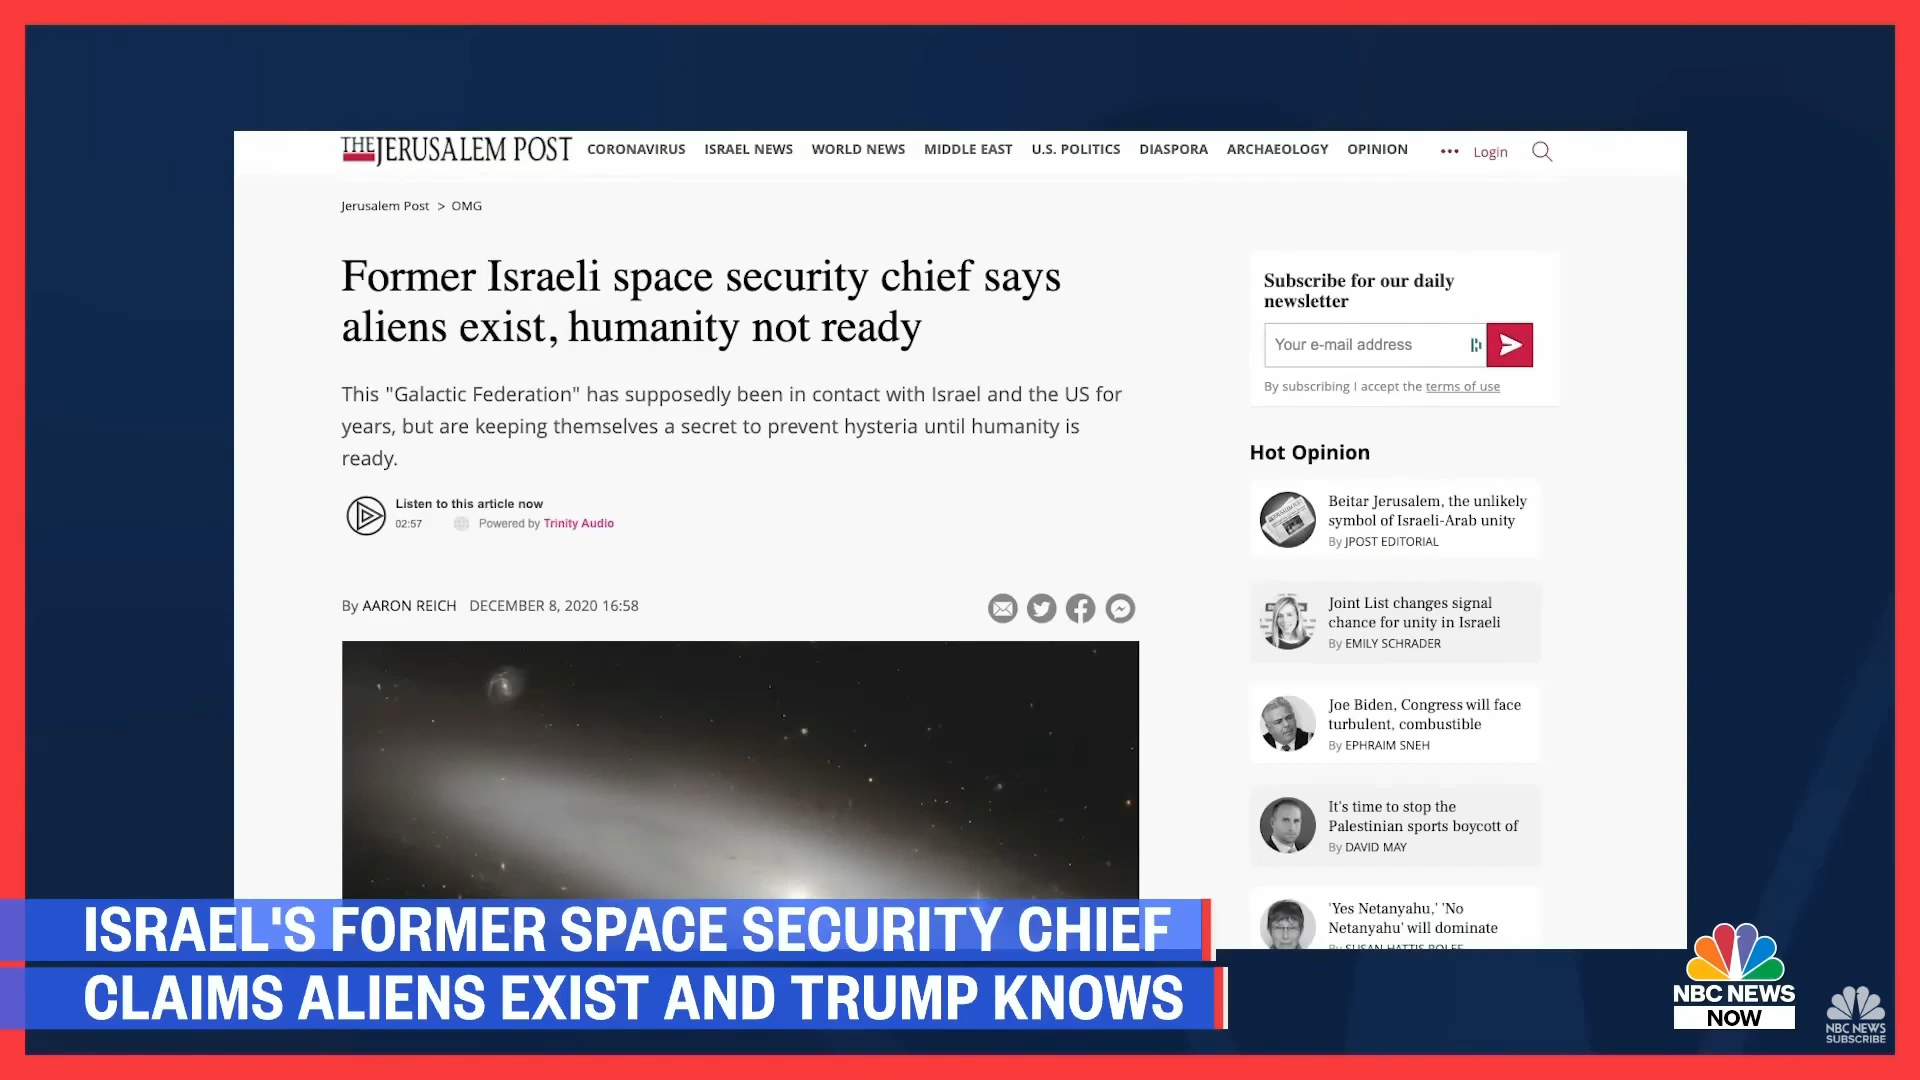 THE JERUSALEM POST
CORONAVIRUS ISRAEL NEWS WORLD NEWS MIDDLE EAST U.S. POLITICS DIASPORA ARCHAEOLOGY OPINION ••• Login
Jerusalem Post > OMG
Former Israeli space security chief says
aliens exist, humanity not ready
This "Galactic Federation" has supposedly been in contact with Israel and the US for
years, but are keeping themselves a secret to prevent hysteria until humanity is
ready.
Listen to this article now
02:57 Powered by Trinity Audio
By AARON REICH DECEMBER 8, 2020 16:58
Subscribe for our daily
newsletter
Your e-mail address
By subscribing I accept the terms of use
Hot Opinion
Beitar Jerusalem, the unlikely
symbol of Israeli-Arab unity
By JPOST EDITORIAL
Joint List changes signal
chance for unity in Israeli
By EMILY SCHRADER
Joe Biden, Congress will face
turbulent, combustible
By EPHRAIM SNEH
It's time to stop the
Palestinian sports boycott of
By DAVID MAY
'Yes Netanyahu,' 'No
Netanyahu' will dominate
By SUSAN HATTIS ROLEF
ISRAEL'S FORMER SPACE SECURITY CHIEF
CLAIMS ALIENS EXIST AND TRUMP KNOWS
NBC NEWS
NOW
NBC NEWS
SUBSCRIBE